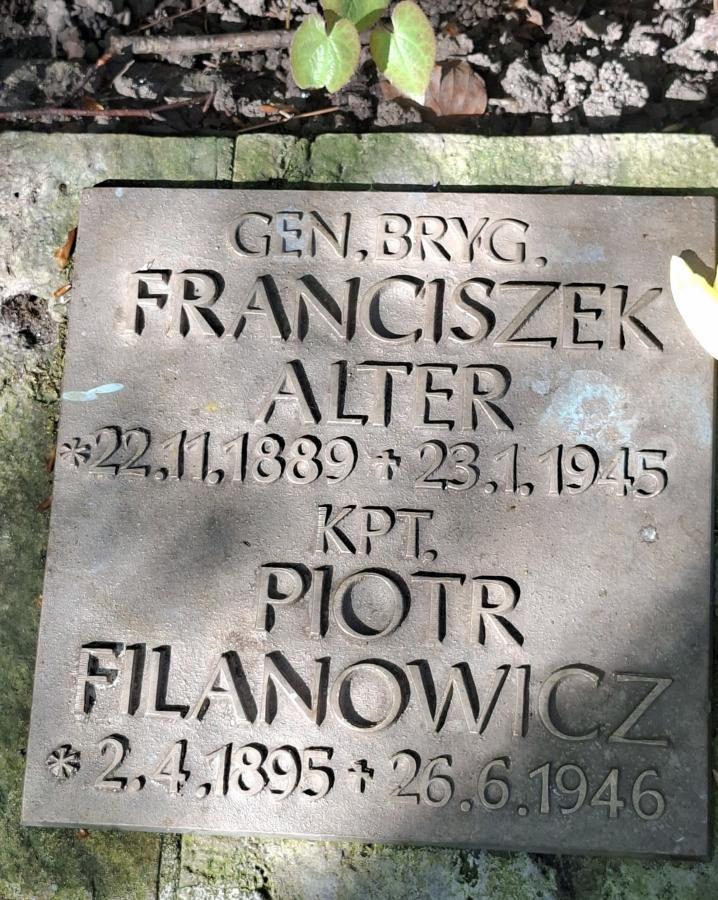 GEN. BRYG.
FRANCISZEK
ALTER
*22.11.1889 + 23.1.1945
KPT.
PIOTR
FILANOWICZ
* 2.4.1895 + 26.6.1946